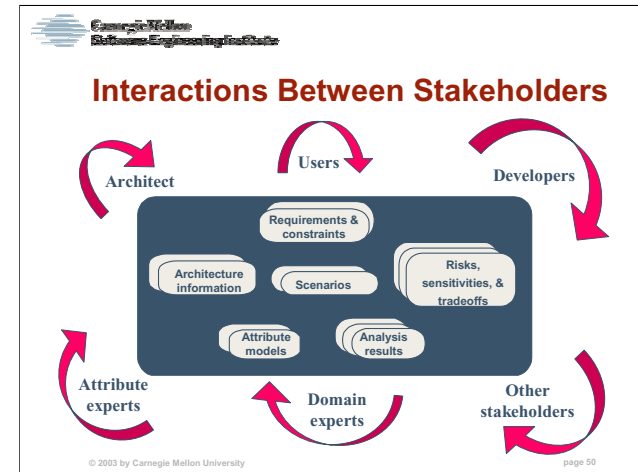 Carnegie Mellon
Software Engineering Institute
Interactions Between Stakeholders
Architect
Users
Developers
Requirements &
constraints
Architecture
information
Scenarios
Risks,
sensitivities, &
tradeoffs
Attribute
models
Analysis
results
Attribute
experts
Domain
experts
Other
stakeholders
© 2003 by Carnegie Mellon University
page 50